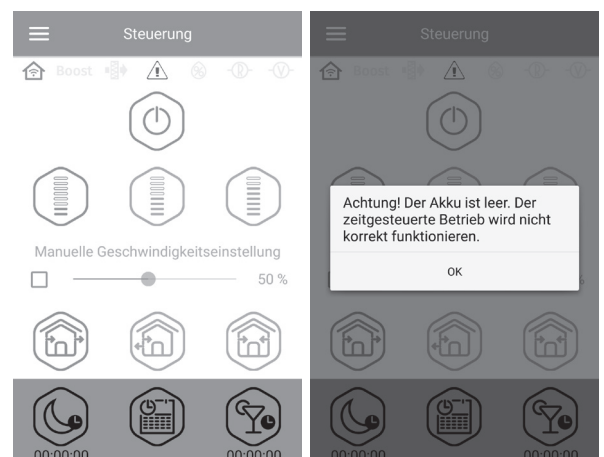 Steuerung
Boost
D
V
Manuelle Geschwindigkeitseinstellung
50 %
00:00:00
00:00:00
Steuerung
Boost
D
V
Achtung! Der Akku ist leer. Der
zeitgesteuerte Betrieb wird nicht
korrekt funktionieren.
OK
%
00:00:00
00:00:00